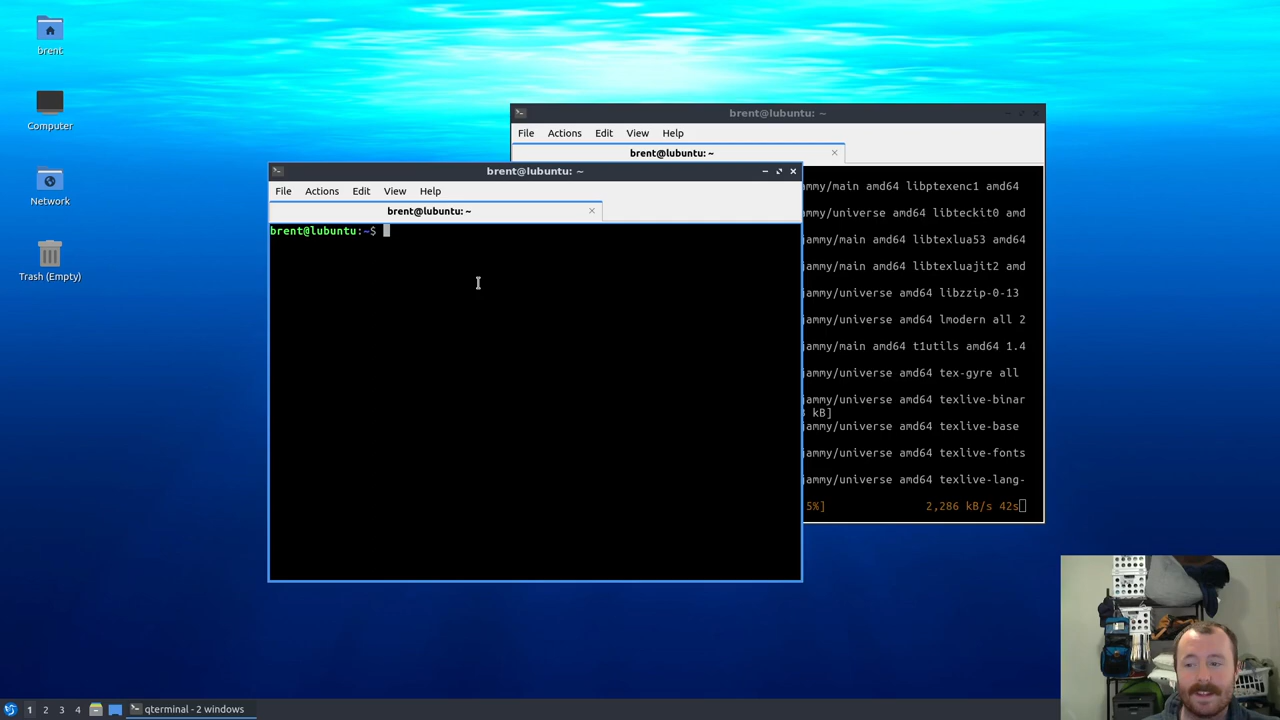 brent
Computer
Network
Trash (Empty)
brent@lubuntu: ~
File Actions Edit View Help
brent@lubuntu: ~
ammy/main amd64 libptexenc1 amd64
ammy/universe amd64 libteckit0 amd
ammy/main amd64 libtexlua53 amd64
ammy/main amd64 libtexluajit2 amd
ammy/universe amd64 libzzip-0-13
ammy/universe amd64 lmodern all 2
ammy/main amd64 t1utils amd64 1.4
ammy/universe amd64 tex-gyre all
ammy/universe amd64 texlive-binar
kB]
ammy/universe amd64 texlive-base
ammy/universe amd64 texlive-fonts
ammy/universe amd64 texlive-lang-
5%] 2,286 kB/s 42s
brent@lubuntu: ~
File Actions Edit View Help
brent@lubuntu: ~
brent@lubuntu:~$
1 2 3 4 qterminal - 2 windows